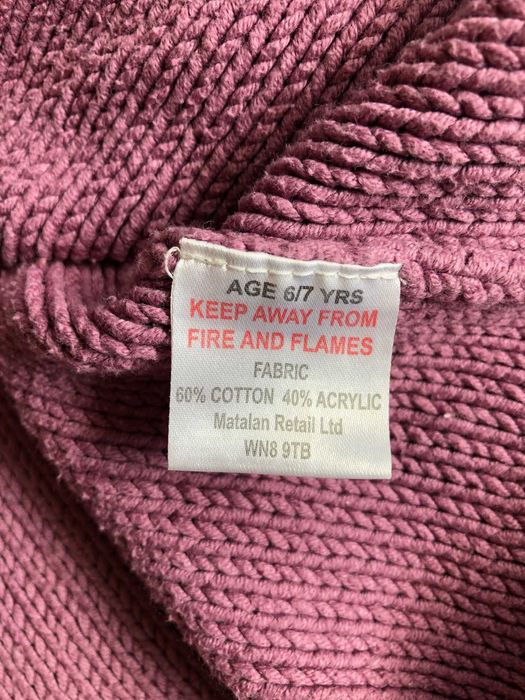 AGE 6/7 YRS
KEEP AWAY FROM
FIRE AND FLAMES
FABRIC
60% COTTON 40% ACRYLIC
Matalan Retail Ltd
WN8 9TB